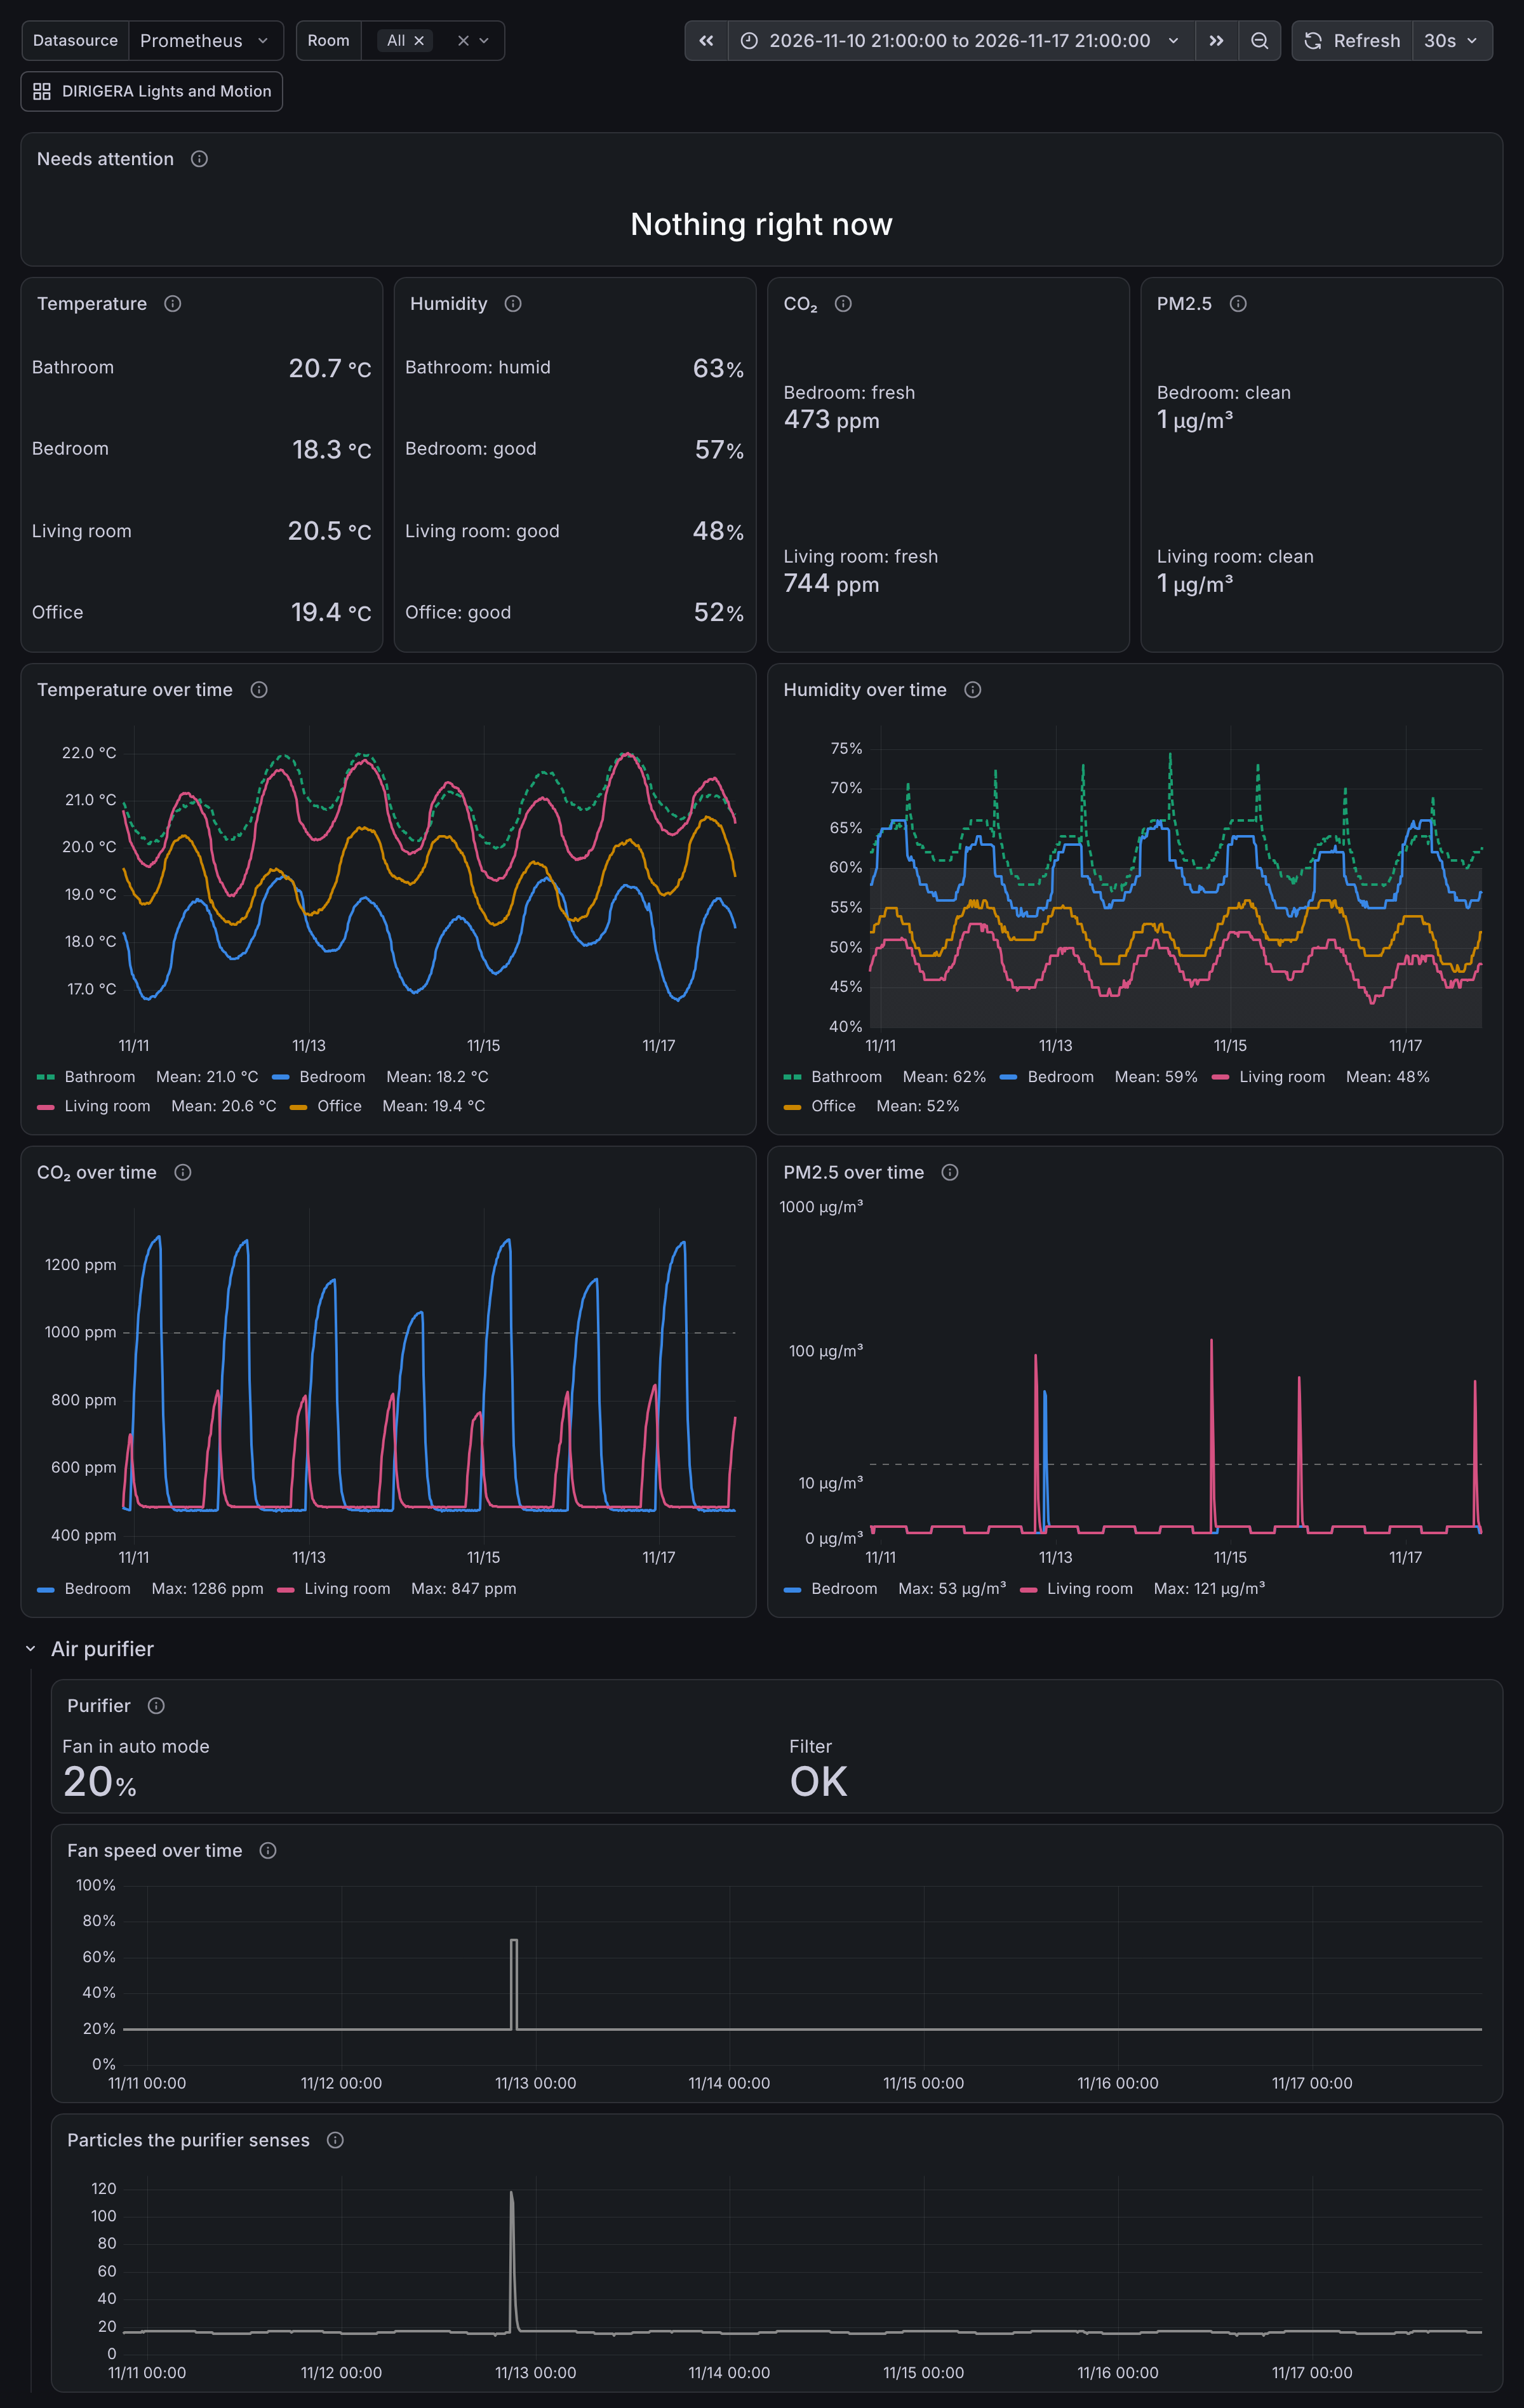 Datasource Prometheus Room All 2026-11-10 21:00:00 to 2026-11-17 21:00:00 Refresh 30s
DIRIGERA Lights and Motion
Needs attention
Nothing right now
Temperature
Bathroom 20.7 °C
Bedroom 18.3 °C
Living room 20.5 °C
Office 19.4 °C
Humidity
Bathroom: humid 63%
Bedroom: good 57%
Living room: good 48%
Office: good 52%
CO₂
Bedroom: fresh
473 ppm
Living room: fresh
744 ppm
PM2.5
Bedroom: clean
1 µg/m³
Living room: clean
1 µg/m³
Temperature over time
22.0 °C
21.0 °C
20.0 °C
19.0 °C
18.0 °C
17.0 °C
11/11 11/13 11/15 11/17
Bathroom Mean: 21.0 °C Bedroom Mean: 18.2 °C
Living room Mean: 20.6 °C Office Mean: 19.4 °C
Humidity over time
75%
70%
65%
60%
55%
50%
45%
40%
11/11 11/13 11/15 11/17
Bathroom Mean: 62% Bedroom Mean: 59% Living room Mean: 48%
Office Mean: 52%
CO₂ over time
1200 ppm
1000 ppm
800 ppm
600 ppm
400 ppm
11/11 11/13 11/15 11/17
Bedroom Max: 1286 ppm Living room Max: 847 ppm
PM2.5 over time
1000 µg/m³
100 µg/m³
10 µg/m³
0 µg/m³
11/11 11/13 11/15 11/17
Bedroom Max: 53 µg/m³ Living room Max: 121 µg/m³
Air purifier
Purifier
Fan in auto mode
20%
Filter
OK
Fan speed over time
100%
80%
60%
40%
20%
0%
11/11 00:00 11/12 00:00 11/13 00:00 11/14 00:00 11/15 00:00 11/16 00:00 11/17 00:00
Particles the purifier senses
120
100
80
60
40
20
0
11/11 00:00 11/12 00:00 11/13 00:00 11/14 00:00 11/15 00:00 11/16 00:00 11/17 00:00